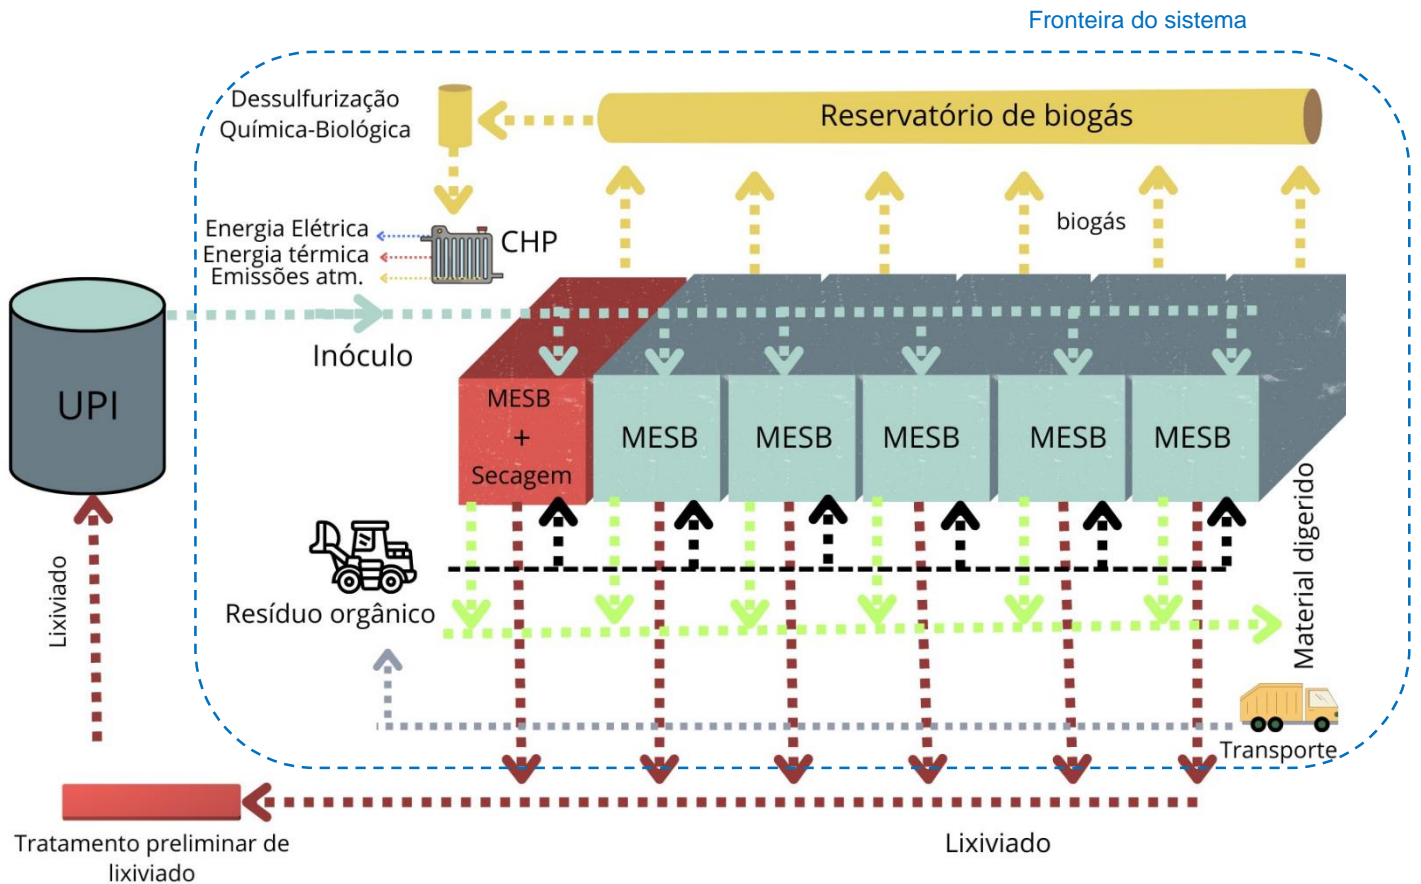 Fronteira do sistema
Dessulfurização
Química-Biológica
Reservatório de biogás
biogás
Energia Elétrica
Energia térmica
Emissões atm.
CHP
UPI
Inóculo
MESB
+
Secagem
MESB
MESB
MESB
MESB
MESB
Material digerido
Lixiviado
Resíduo orgânico
Transporte
Tratamento preliminar de
lixiviado
Lixiviado